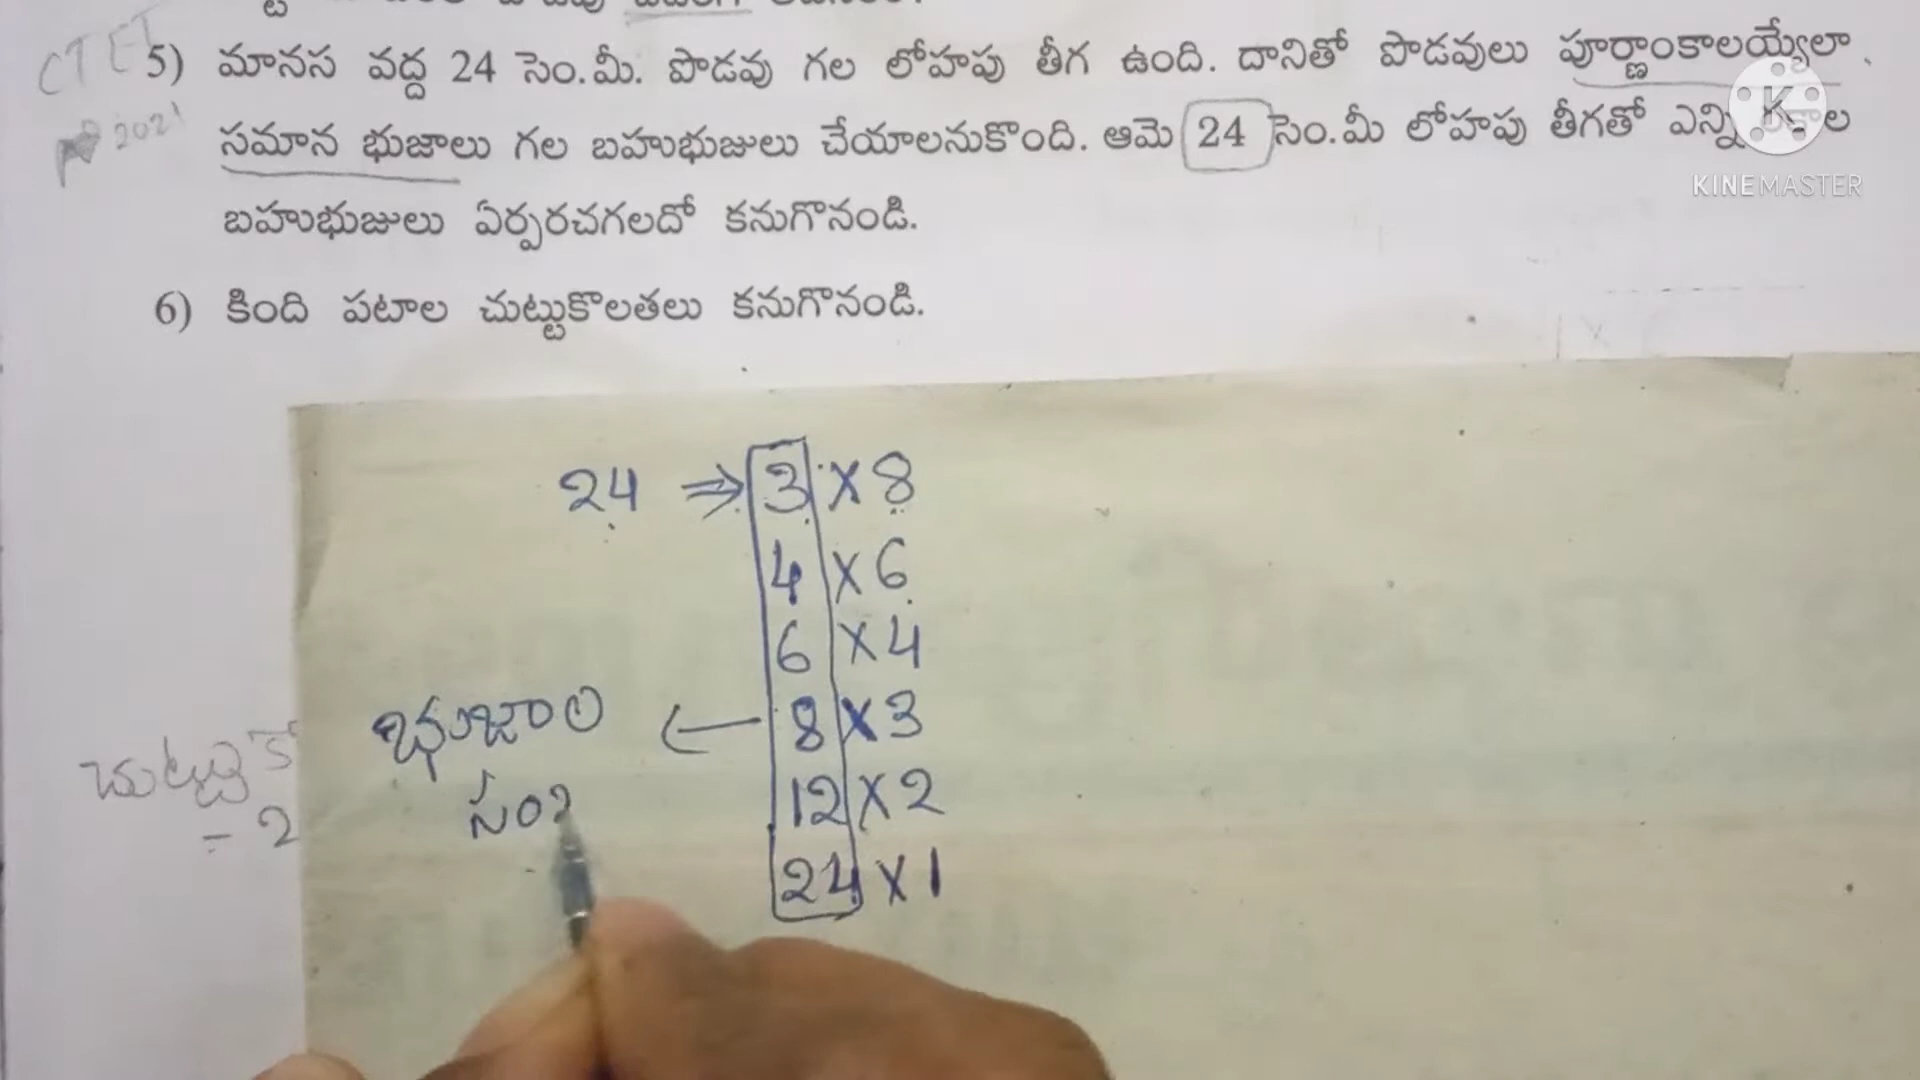 CTET
2021
5) మానస వద్ద 24 సెం.మీ. పొడవు గల లోహపు తీగ ఉంది. దానితో పొడవులు పూర్ణాంకాలయ్యేలా
సమాన భుజాలు గల బహుభుజులు చేయాలనుకొంది. ఆమె 24 సెం.మీ లోహపు తీగతో ఎన్ని
బహుభుజులు ఏర్పరచగలదో కనుగొనండి.
KINEMASTER
6) కింది పటాల చుట్టుకొలతలు కనుగొనండి.
24 ⇒ 3 × 8
4 × 6
6 × 4
భుజాల ← 8 × 3
సం
12 × 2
24 × 1
- 2